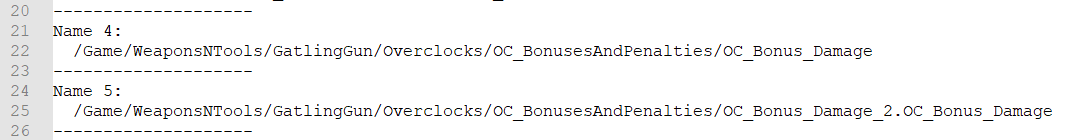 20 --------------------
21 Name 4:
22 /Game/WeaponsNTools/GatlingGun/Overclocks/OC_BonusesAndPenalties/OC_Bonus_Damage
23 --------------------
24 Name 5:
25 /Game/WeaponsNTools/GatlingGun/Overclocks/OC_BonusesAndPenalties/OC_Bonus_Damage_2.OC_Bonus_Damage
26 --------------------